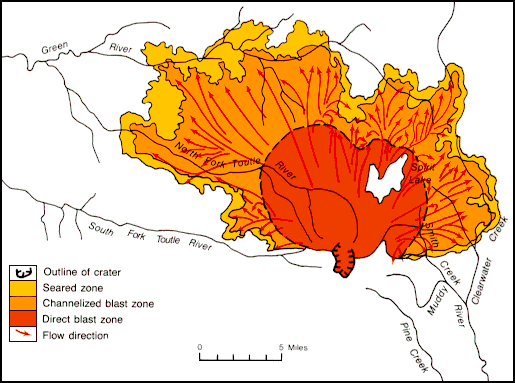 Green River
North Fork Toutle River
Spirit Lake
South Fork Toutle River
Smith Creek
Muddy River
Clearwater Creek
Pine Creek
Outline of crater
Seared zone
Channelized blast zone
Direct blast zone
Flow direction
0 5 Miles